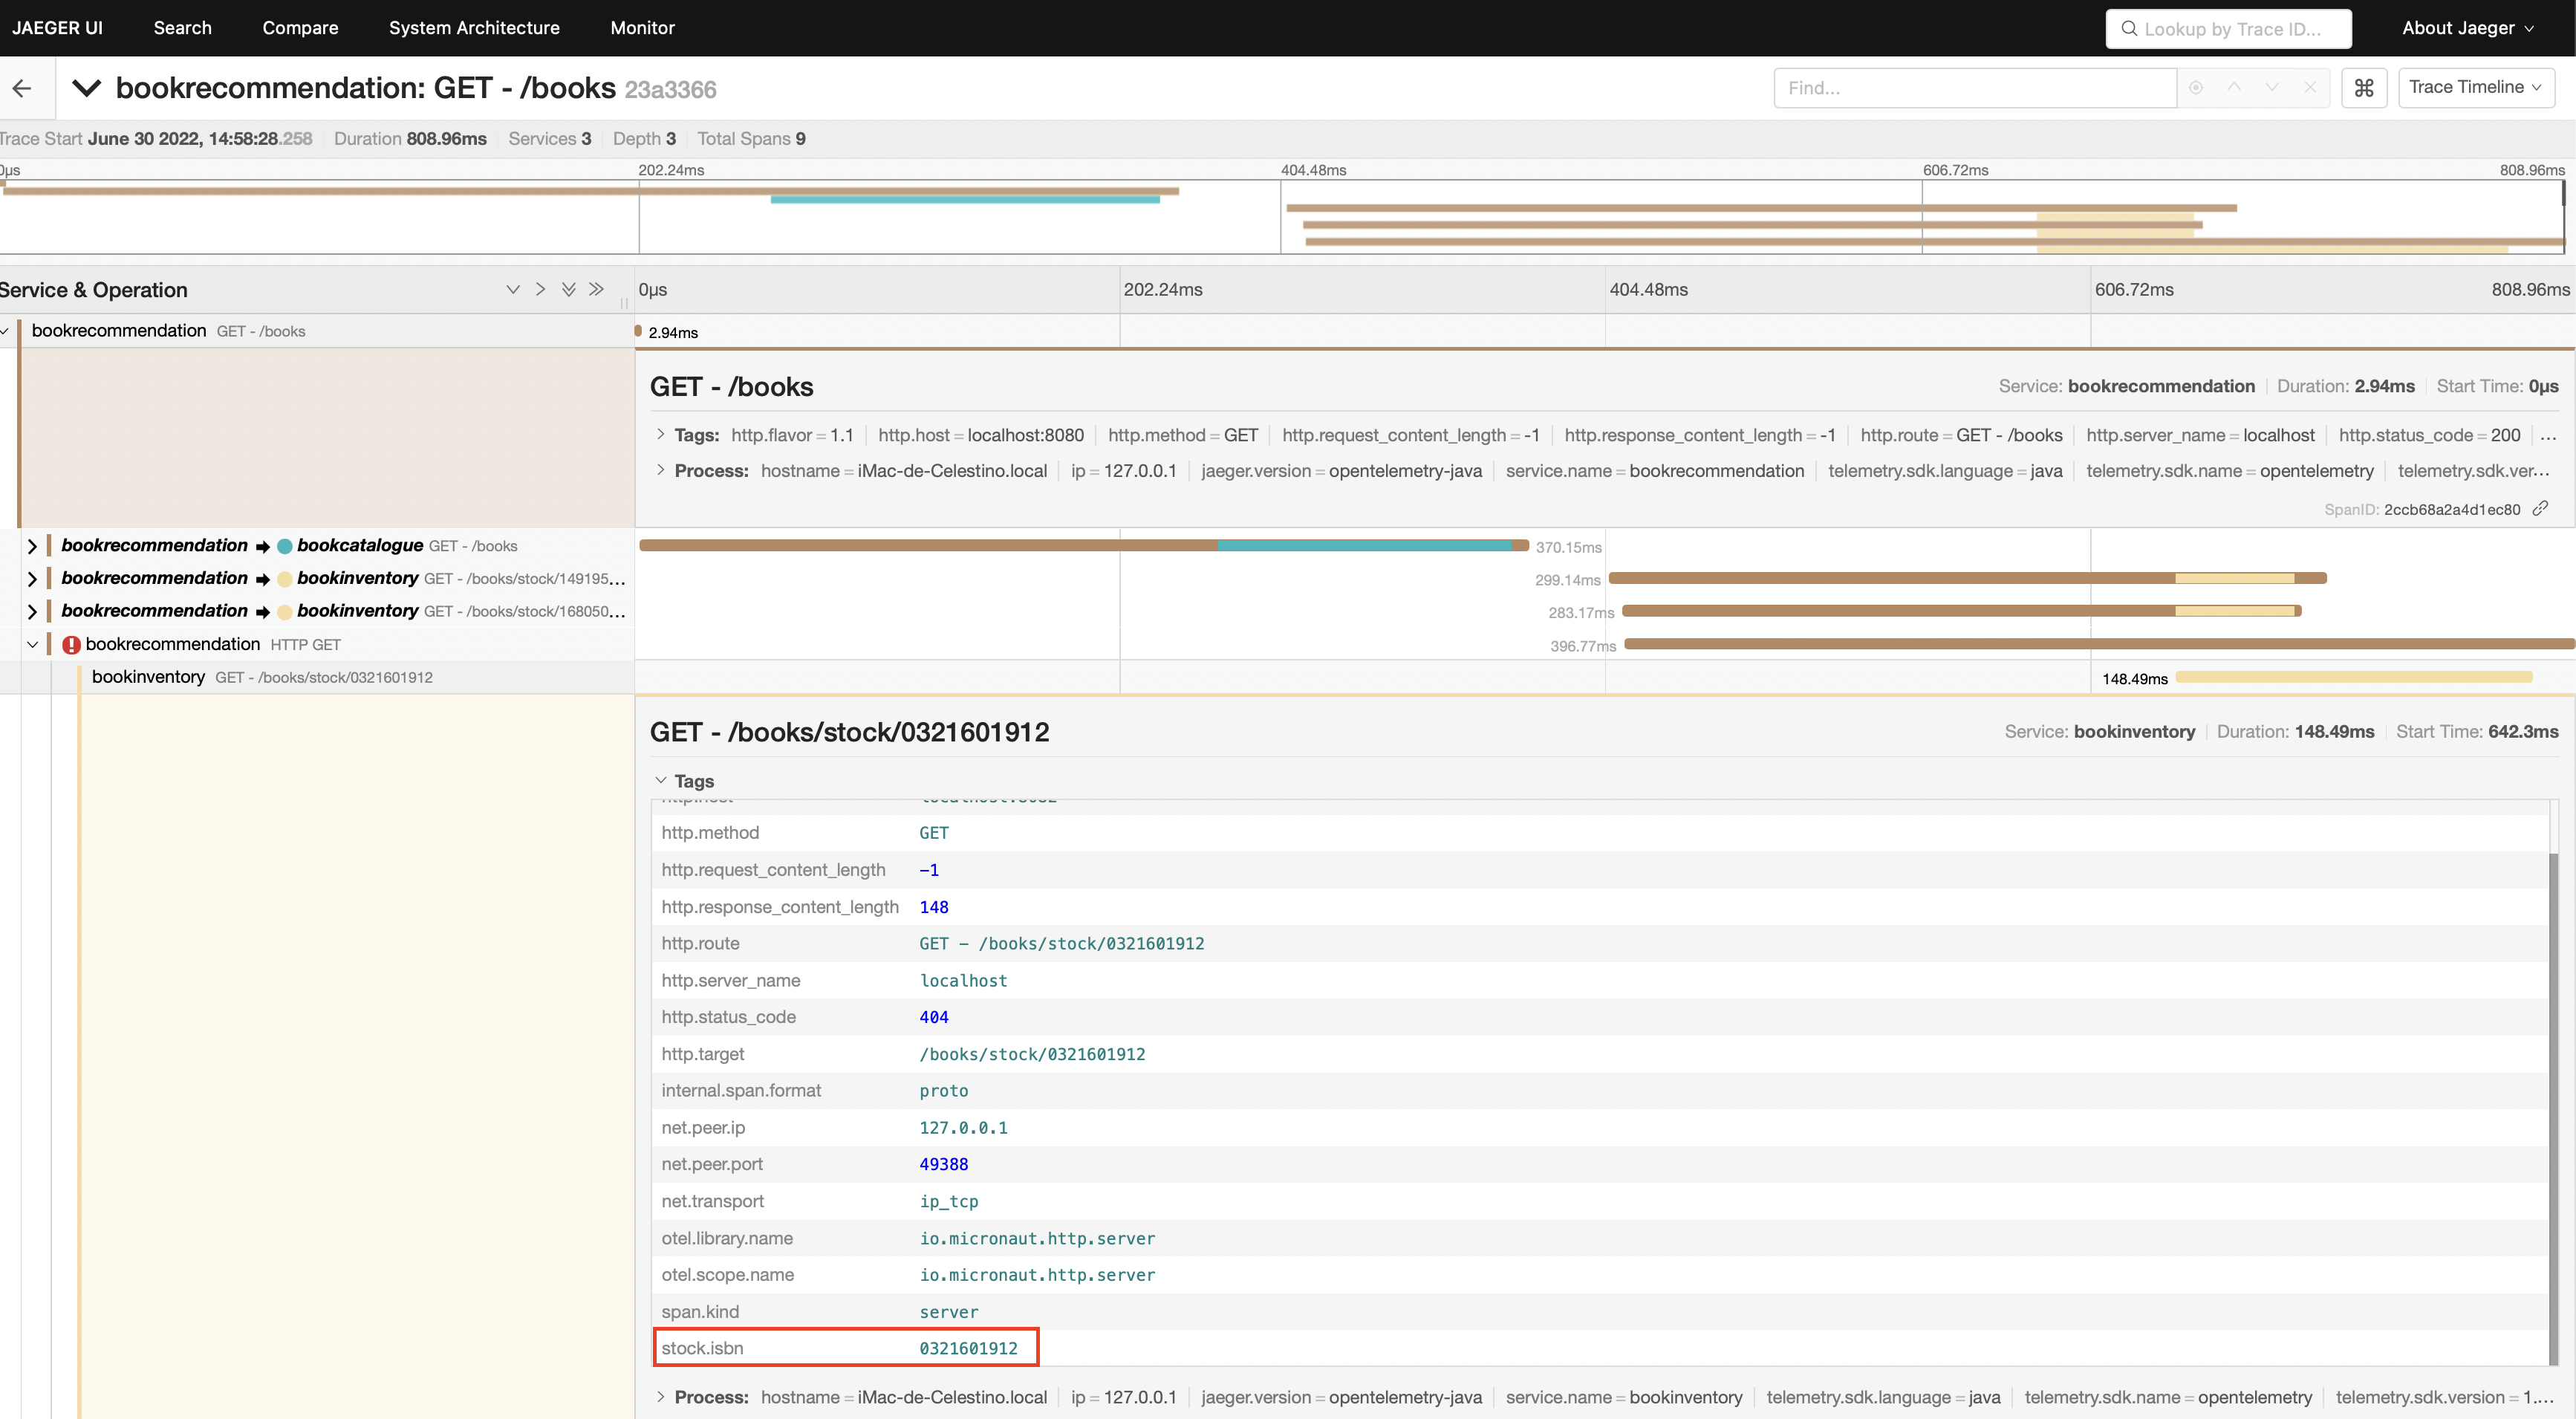 JAEGER UI Search Compare System Architecture Monitor Lookup by Trace ID... About Jaeger
bookrecommendation: GET - /books 23a3366 Find... Trace Timeline
Trace Start June 30 2022, 14:58:28.258 Duration 808.96ms Services 3 Depth 3 Total Spans 9
0μs 202.24ms 404.48ms 606.72ms 808.96ms
Service & Operation 0μs 202.24ms 404.48ms 606.72ms 808.96ms
bookrecommendation GET - /books 2.94ms
GET - /books Service: bookrecommendation Duration: 2.94ms Start Time: 0μs
Tags: http.flavor = 1.1 http.host = localhost:8080 http.method = GET http.request_content_length = -1 http.response_content_length = -1 http.route = GET - /books http.server_name = localhost http.status_code = 200 ...
Process: hostname = iMac-de-Celestino.local ip = 127.0.0.1 jaeger.version = opentelemetry-java service.name = bookrecommendation telemetry.sdk.language = java telemetry.sdk.name = opentelemetry telemetry.sdk.ver...
SpanID: 2ccb68a2a4d1ec80
bookrecommendation → bookcatalogue GET - /books 370.15ms
bookrecommendation → bookinventory GET - /books/stock/149195... 299.14ms
bookrecommendation → bookinventory GET - /books/stock/168050... 283.17ms
! bookrecommendation HTTP GET 396.77ms
bookinventory GET - /books/stock/0321601912 148.49ms
GET - /books/stock/0321601912 Service: bookinventory Duration: 148.49ms Start Time: 642.3ms
Tags
http.method GET
http.request_content_length -1
http.response_content_length 148
http.route GET - /books/stock/0321601912
http.server_name localhost
http.status_code 404
http.target /books/stock/0321601912
internal.span.format proto
net.peer.ip 127.0.0.1
net.peer.port 49388
net.transport ip_tcp
otel.library.name io.micronaut.http.server
otel.scope.name io.micronaut.http.server
span.kind server
stock.isbn 0321601912
Process: hostname = iMac-de-Celestino.local ip = 127.0.0.1 jaeger.version = opentelemetry-java service.name = bookinventory telemetry.sdk.language = java telemetry.sdk.name = opentelemetry telemetry.sdk.version = 1....